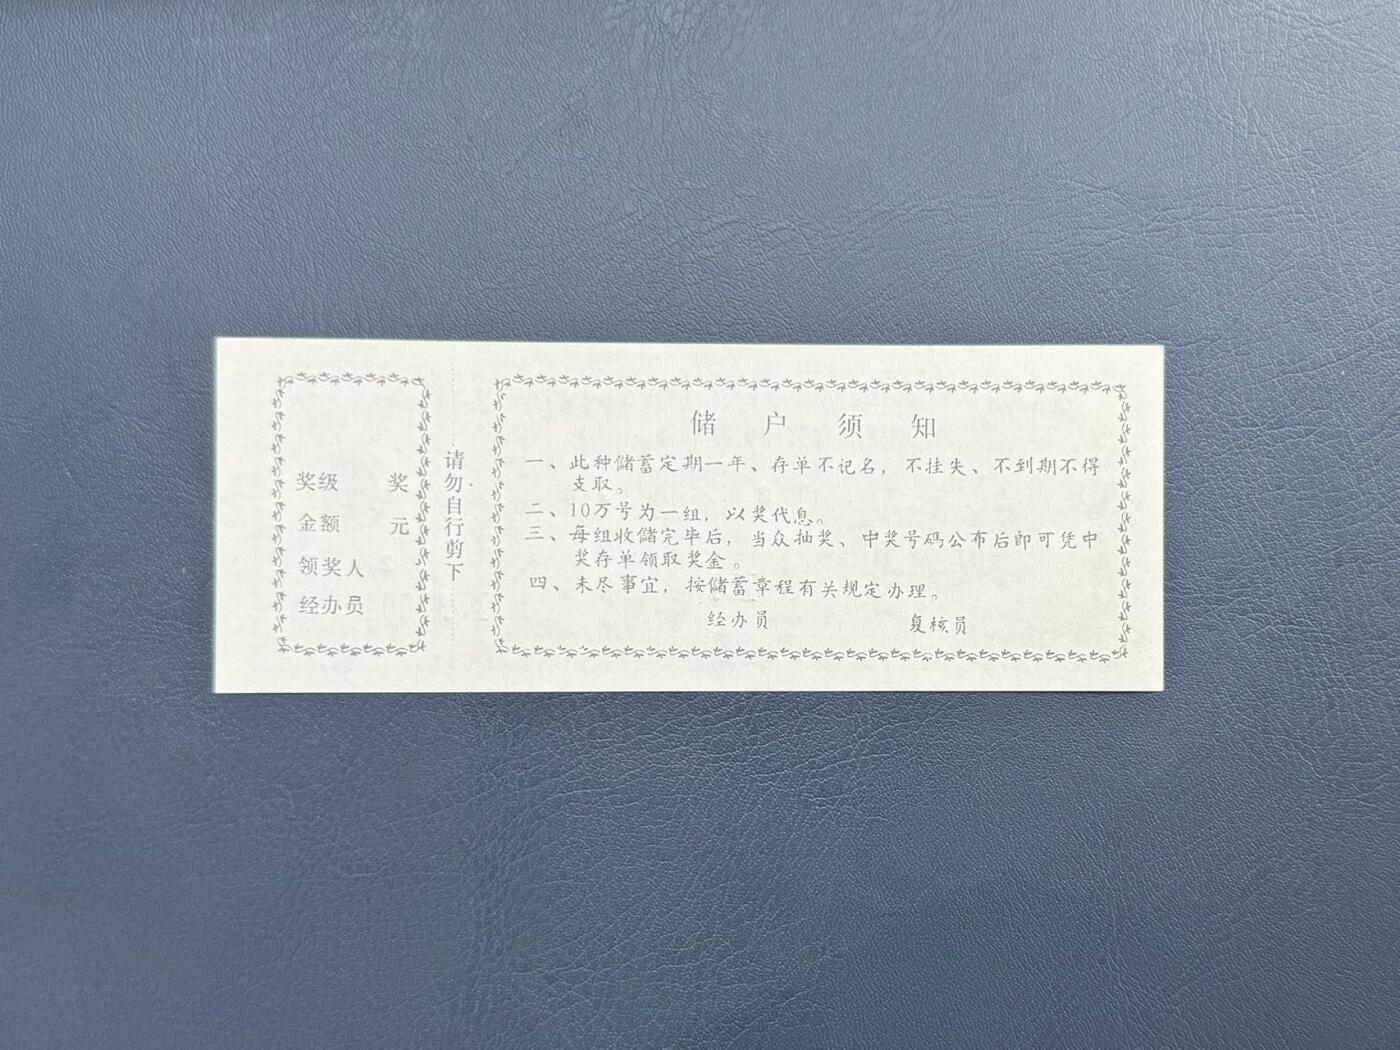 奖级 奖
金额 元
领奖人
经办员
请勿自行剪下
储户须知
一、此种储蓄定期一年、存单不记名，不挂失、不到期不得
支取。
二、10万号为一组，以奖代息。
三、每组收储完毕后，当众抽奖、中奖号碼公布后即可凭中
奖存单领取奖金。
四、未尽事宜，按储蓄章程有关规定办理。
经办员 复核员